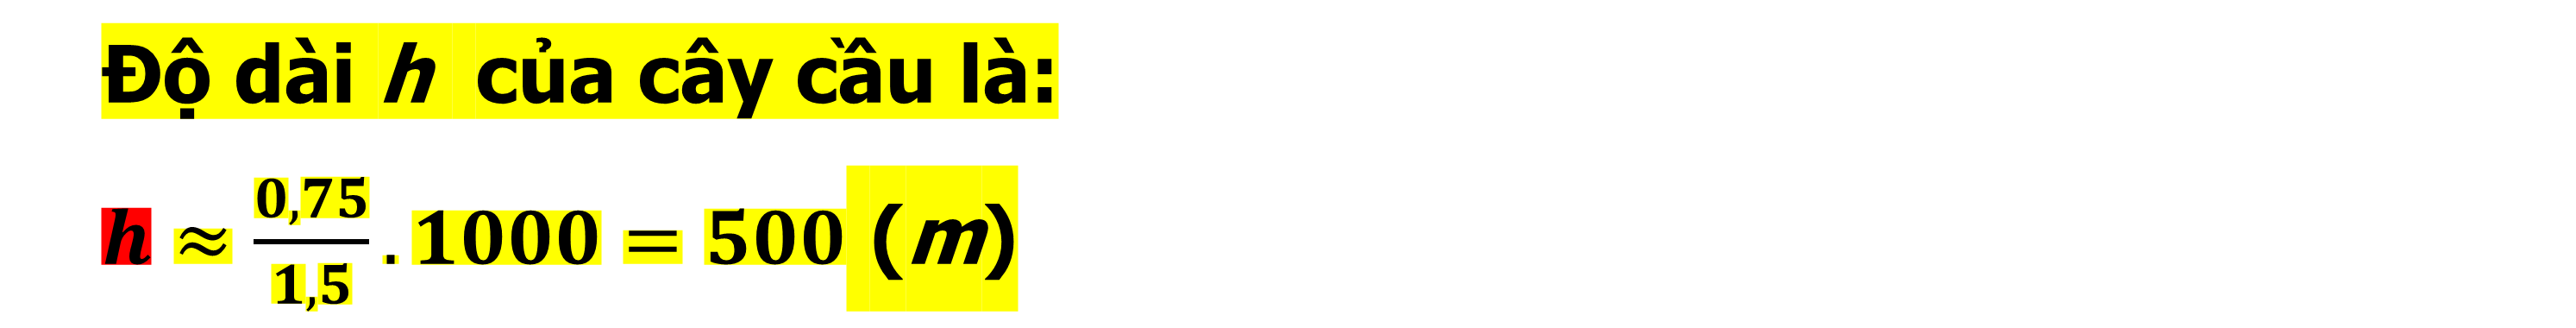 Độ dài h của cây cầu là:
h ≈ 0,75/1,5 . 1000 = 500 (m)